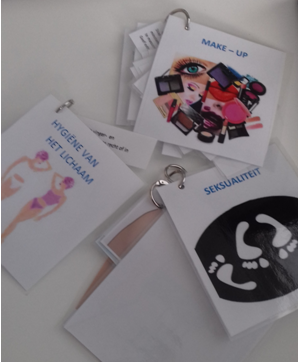 MAKE – UP
HYGIËNE VAN
HET LICHAAM
SEKSUALITEIT